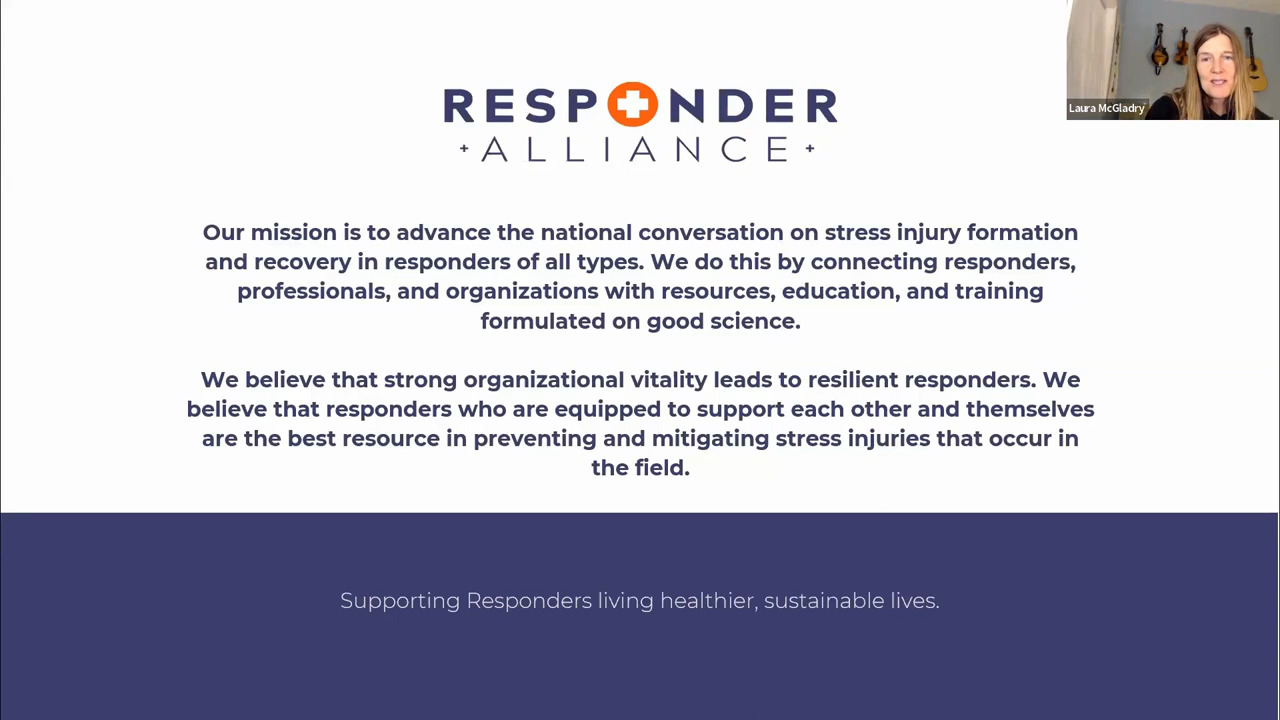 Laura McGladry
RESPONDER
+ALLIANCE+
Our mission is to advance the national conversation on stress injury formation
and recovery in responders of all types. We do this by connecting responders,
professionals, and organizations with resources, education, and training
formulated on good science.
We believe that strong organizational vitality leads to resilient responders. We
believe that responders who are equipped to support each other and themselves
are the best resource in preventing and mitigating stress injuries that occur in
the field.
Supporting Responders living healthier, sustainable lives.